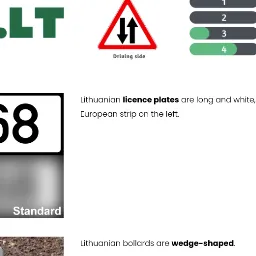 .LT
1
2
3
4
Driving side
Lithuanian licence plates are long and white,
European strip on the left.
68
Standard
Lithuanian bollards are wedge-shaped.